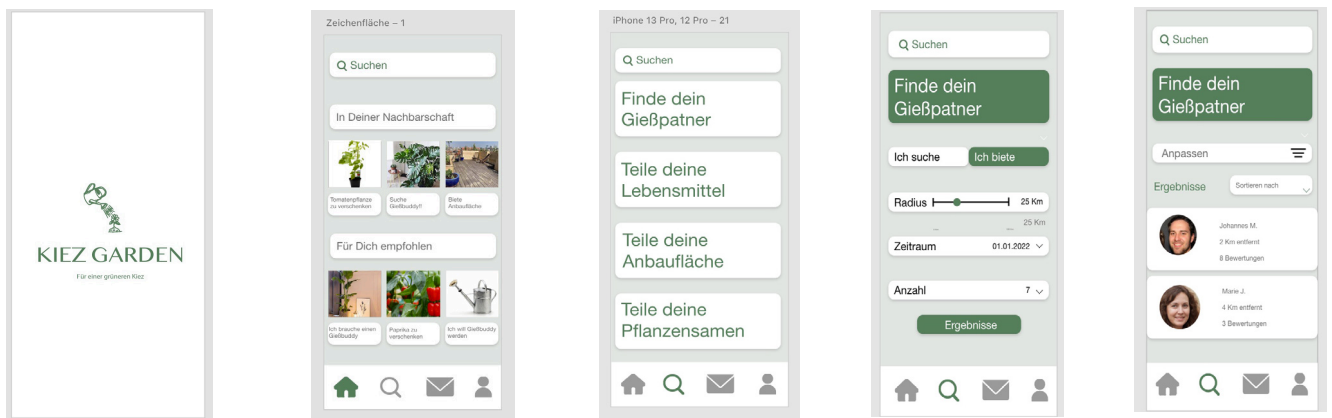 KIEZ GARDEN
Für einer grüneren Kiez
Zeichenfläche – 1
Suchen
In Deiner Nachbarschaft
Tomatenpflanze
zu verschenken
Suche
Gießbuddy!!
Biete
Anbaufläche
Für Dich empfohlen
Ich brauche einen
Gießbuddy
Paprika zu
verschenken
Ich will Gießbuddy
werden
iPhone 13 Pro, 12 Pro – 21
Suchen
Finde dein
Gießpatner
Teile deine
Lebensmittel
Teile deine
Anbaufläche
Teile deine
Pflanzensamen
Suchen
Finde dein
Gießpatner
Ich suche
Ich biete
Radius 25 Km
25 Km
Zeitraum 01.01.2022
Anzahl 7
Ergebnisse
Suchen
Finde dein
Gießpatner
Anpassen
Ergebnisse
Sortieren nach
Johannes M.
2 Km entfernt
8 Bewertungen
Marie J.
4 Km entfernt
3 Bewertungen